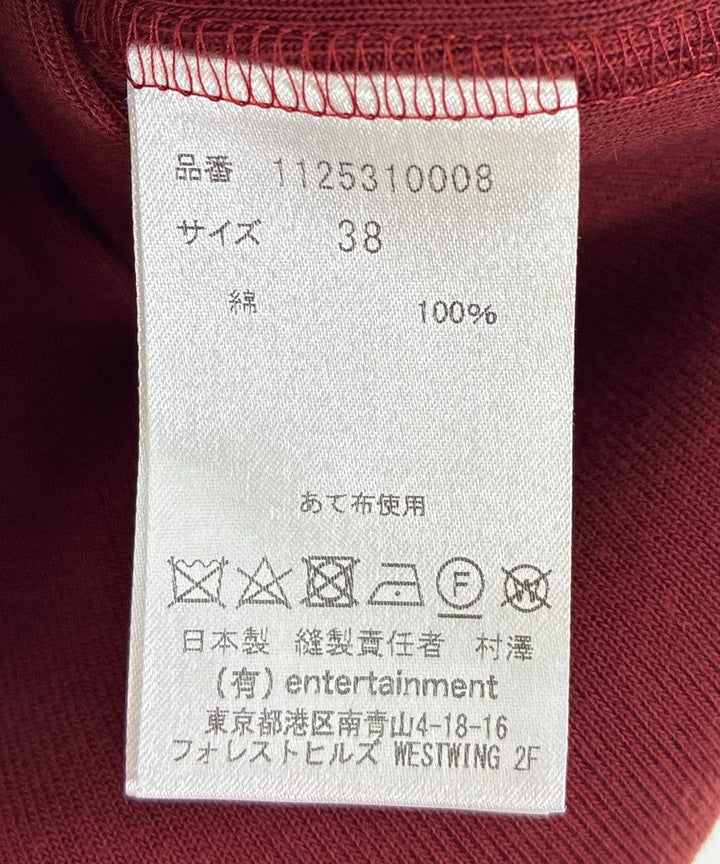 品番 1125310008
サイズ 38
綿 100%
あて布使用
F W
日本製 縫製責任者 村澤
(有) entertainment
東京都港区南青山4-18-16
フォレストヒルズ WESTWING 2F